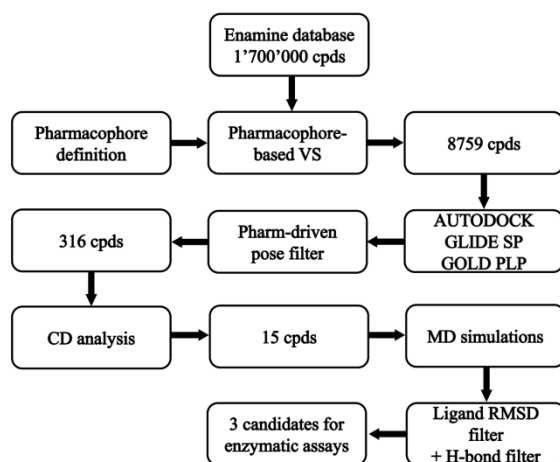 Enamine database
1’700’000 cpds
Pharmacophore
definition
Pharmacophore-
based VS
8759 cpds
316 cpds
Pharm-driven
pose filter
AUTODOCK
GLIDE SP
GOLD PLP
CD analysis
15 cpds
MD simulations
3 candidates for
enzymatic assays
Ligand RMSD
filter
+ H-bond filter